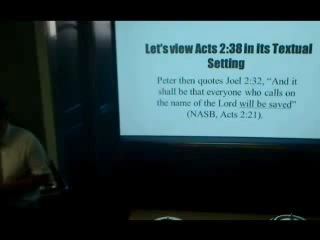 Let's view Acts 2:38 in Its Textual
Setting
Peter then quotes Joel 2:32, “And it
shall be that everyone who calls on
the name of the Lord will be saved”
(NASB, Acts 2:21).